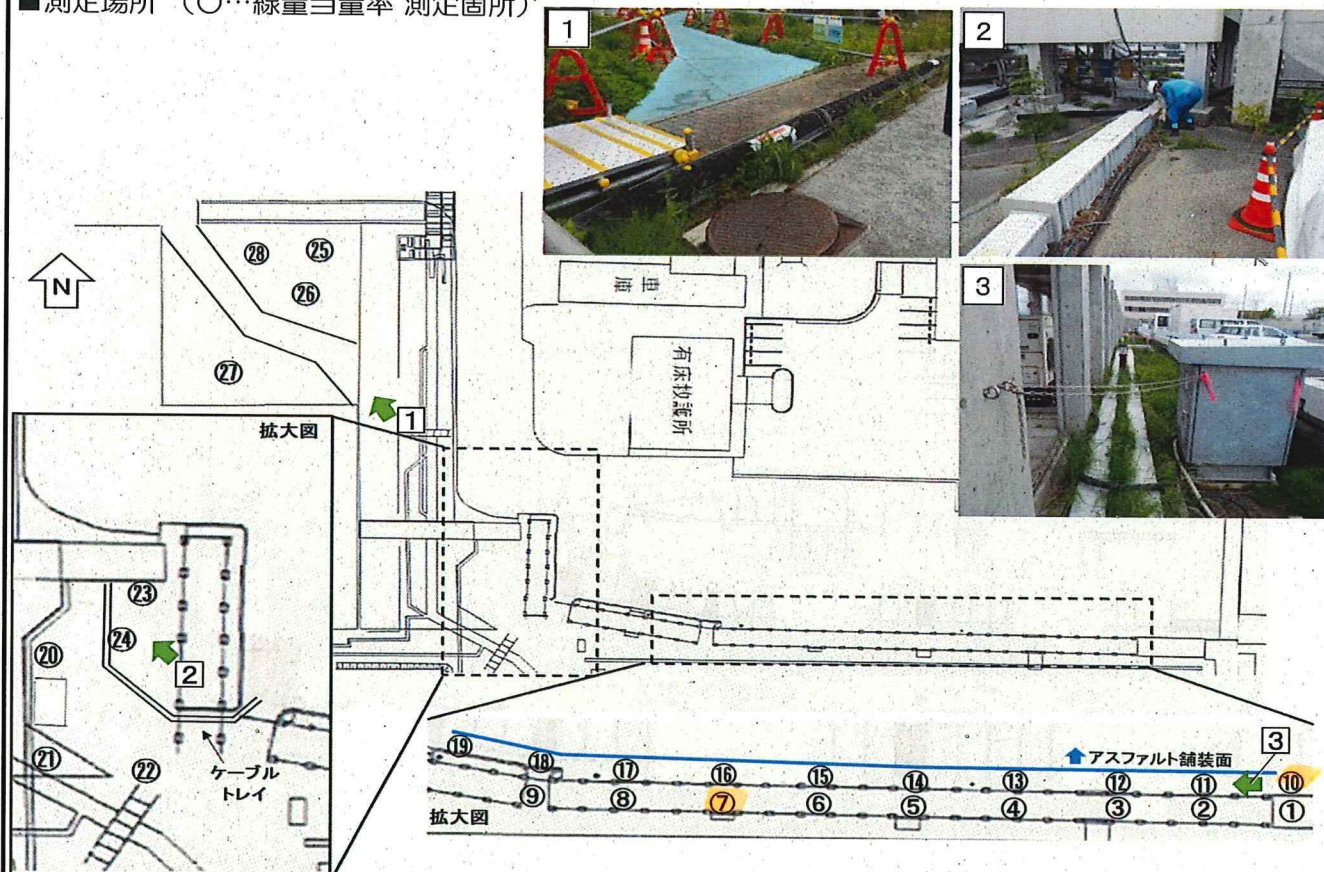 ■測定場所 （○…線量当量率 測定箇所）
1
2
3
N
28
25
26
27
車庫
有床救護所
1
拡大図
23
24
20
2
21
22
ケーブル
トレイ
3
アスファルト舗装面
⑲ ⑱ ⑰ ⑯ ⑮ ⑭ ⑬ ⑫ ⑪ ⑩
⑨ ⑧ ⑦ ⑥ ⑤ ④ ③ ② ①
拡大図